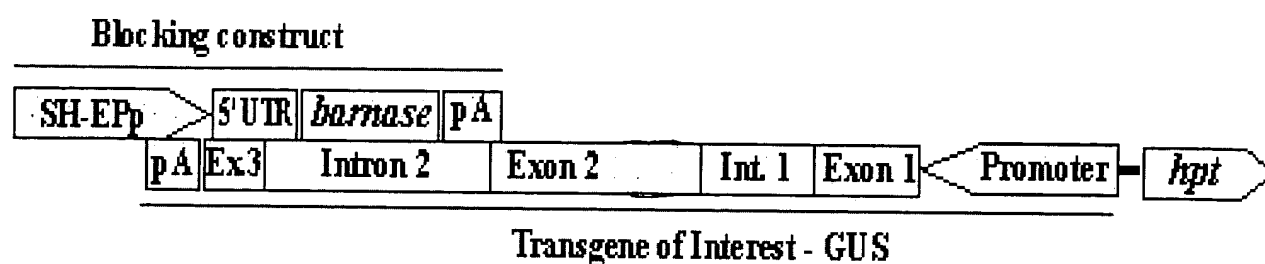 Blocking construct
SH-EPp 5'UTR barnase pA
pA Ex3 Intron 2 Exon 2 Int. 1 Exon 1 Promoter hpt
Transgene of Interest - GUS